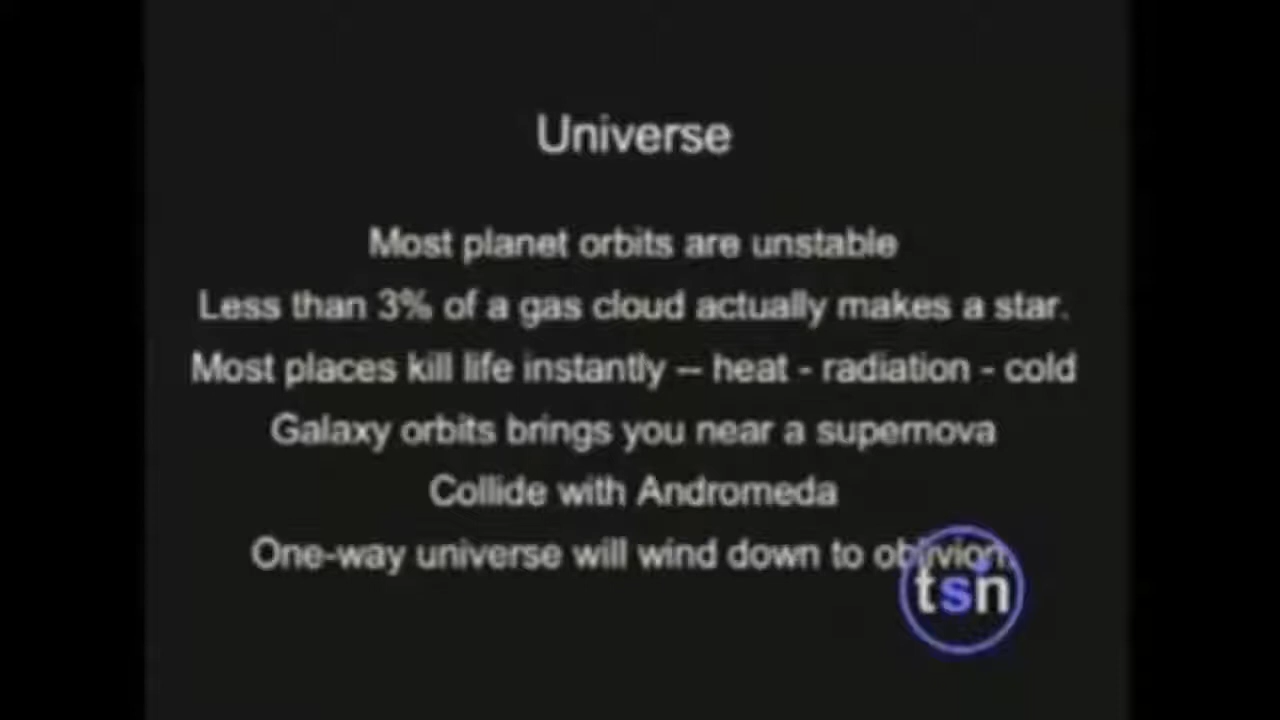 Universe
Most planet orbits are unstable
Less than 3% of a gas cloud actually makes a star.
Most places kill life instantly – heat - radiation - cold
Galaxy orbits brings you near a supernova
Collide with Andromeda
One-way universe will wind down to oblivion.
tsn